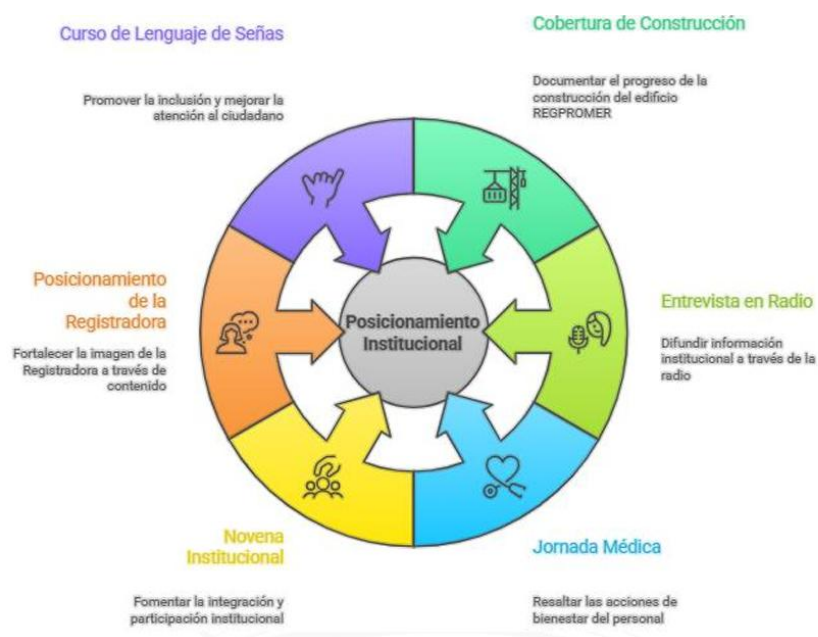 Curso de Lenguaje de Señas
Promover la inclusión y mejorar la
atención al ciudadano
Cobertura de Construcción
Documentar el progreso de la
construcción del edificio
REGPROMER
Posicionamiento
de la
Registradora
Fortalecer la imagen de la
Registradora a través de
contenido
Posicionamiento
Institucional
Entrevista en Radio
Difundir información
institucional a través de la
radio
Novena
Institucional
Fomentar la integración y
participación institucional
Jornada Médica
Resaltar las acciones de
bienestar del personal